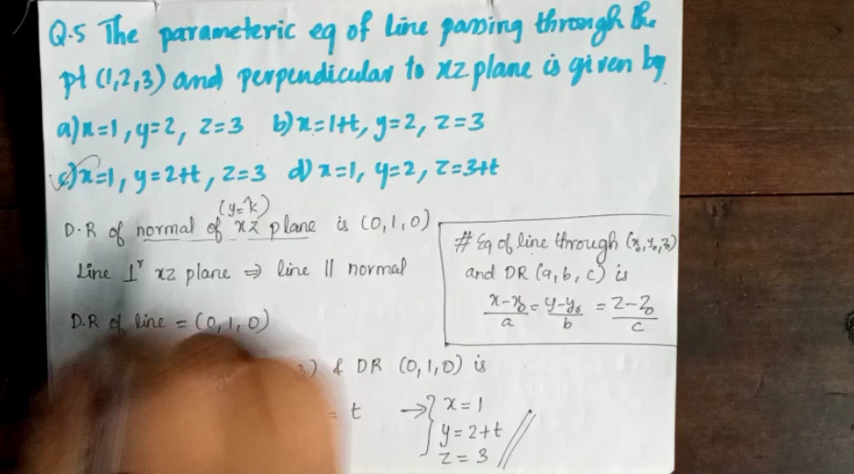 Q.5 The parameteric eq of line passing through the
pt (1,2,3) and perpendicular to xz plane is given by
a) x=1, y=2, z=3 b) x=1+t, y=2, z=3
c) x=1, y=2+t, z=3 d) x=1, y=2, z=3+t
(y=k)
D.R of normal of xz plane is (0,1,0)
Line ⊥r xz plane ⇒ line || normal
D.R of line = (0,1,0)
# Eq of line through (x₀,y₀,z₀)
and DR (a,b,c) is
x-x₀/a = y-y₀/b = z-z₀/c
3) & DR (0,1,0) is
= t → { x=1
y=2+t
z=3 //